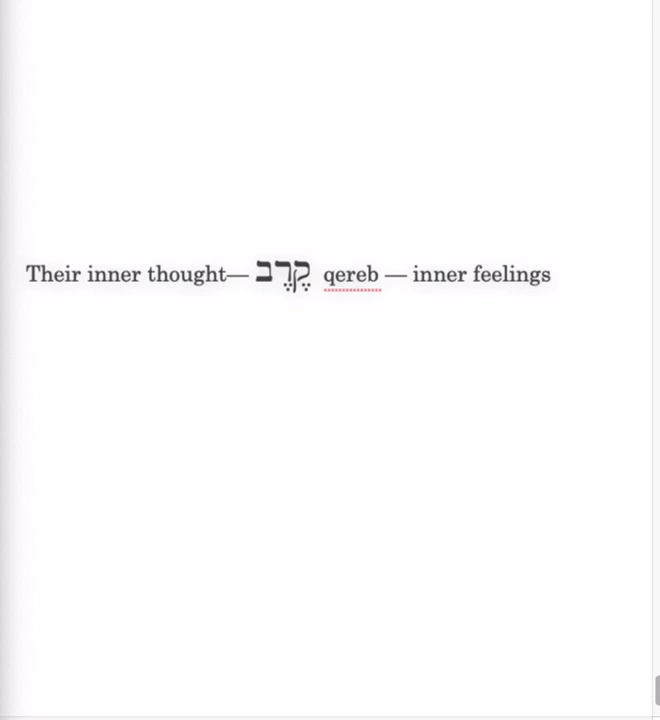 Their inner thought— קֶרֶב qereb — inner feelings